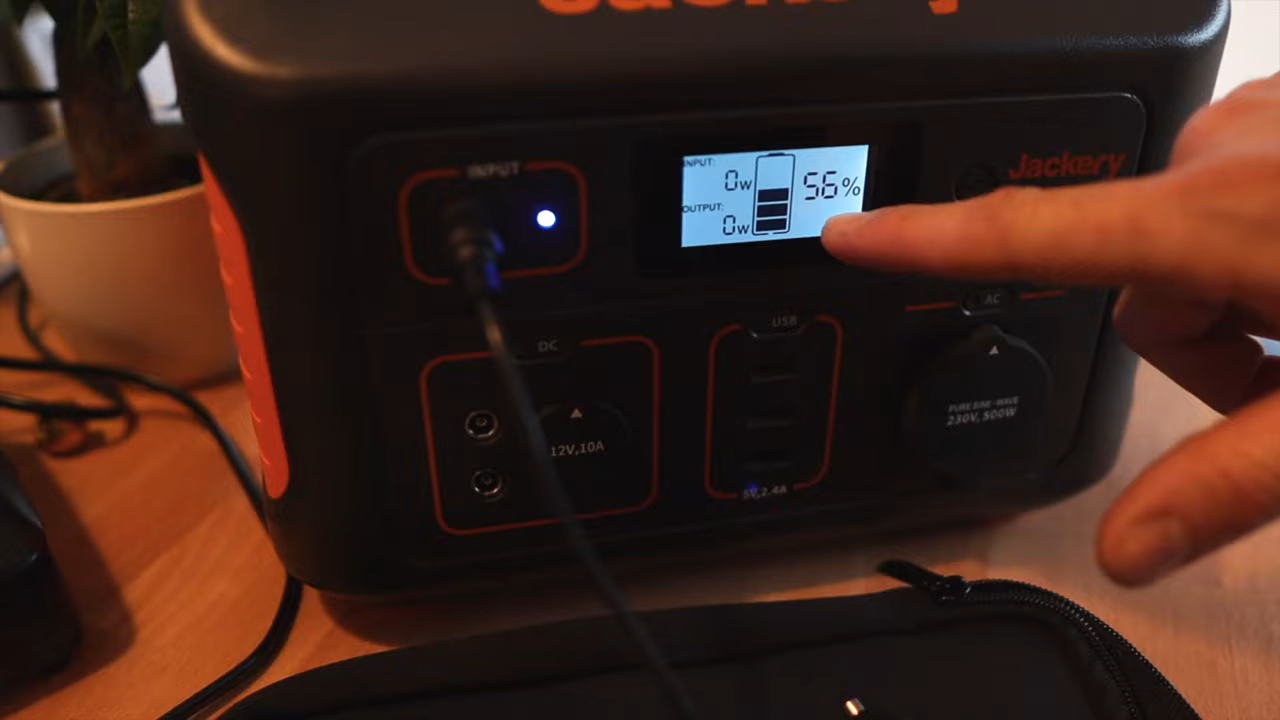 Jackery
INPUT
INPUT:
0W
56%
OUTPUT:
0W
Jackery
DC
12V,10A
USB
5V,2.4A
AC
PURE SINE-WAVE
230V, 500W